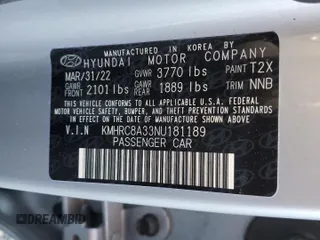 MANUFACTURED IN KOREA BY
HYUNDAI MOTOR COMPANY
MAR/31/22 GVWR 3770 lbs PAINT T2X
GAWR FRONT 2101 lbs GAWR REAR 1889 lbs TRIM NNB
THIS VEHICLE CONFORMS TO ALL APPLICABLE
U.S. FEDERAL MOTOR VEHICLE SAFETY,
BUMPER, AND THEFT PREVENTION STANDARDS
IN EFFECT ON THE DATE OF MANUFACTURE
SHOWN ABOVE.
V.I.N KMHRC8A33NU181189
PASSENGER CAR
DREAMBID